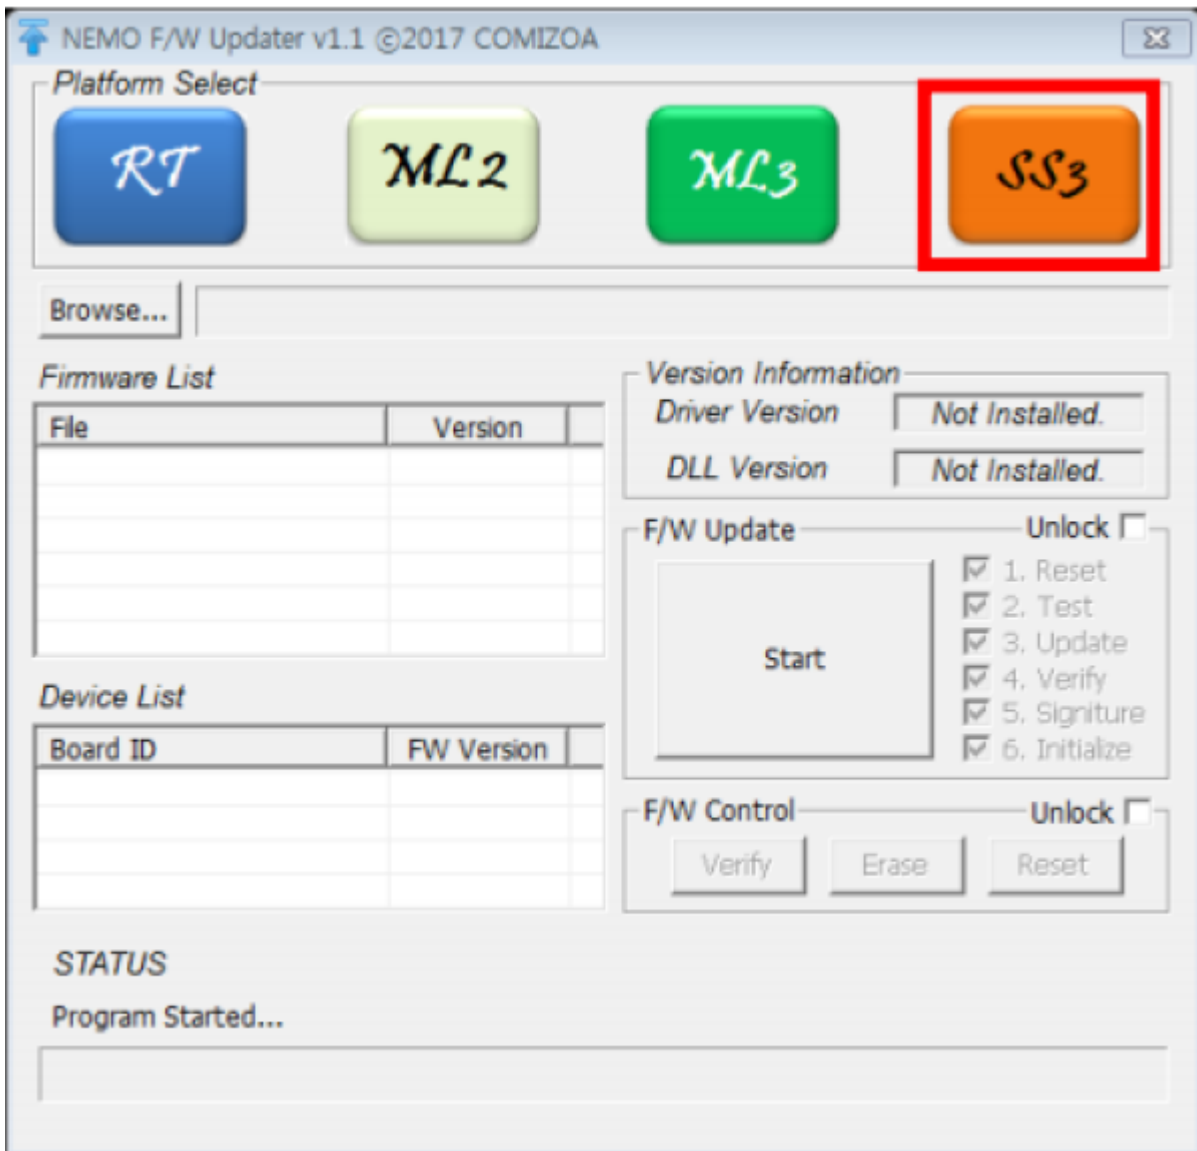 NEMO F/W Updater v1.1 ©2017 COMIZOA
Platform Select
RT ML2 ML3 SS3
Browse...
Firmware List
File Version
Version Information
Driver Version Not Installed.
DLL Version Not Installed.
F/W Update Unlock
Start
1. Reset
2. Test
3. Update
4. Verify
5. Signiture
6. Initialize
Device List
Board ID FW Version
F/W Control Unlock
Verify Erase Reset
STATUS
Program Started...